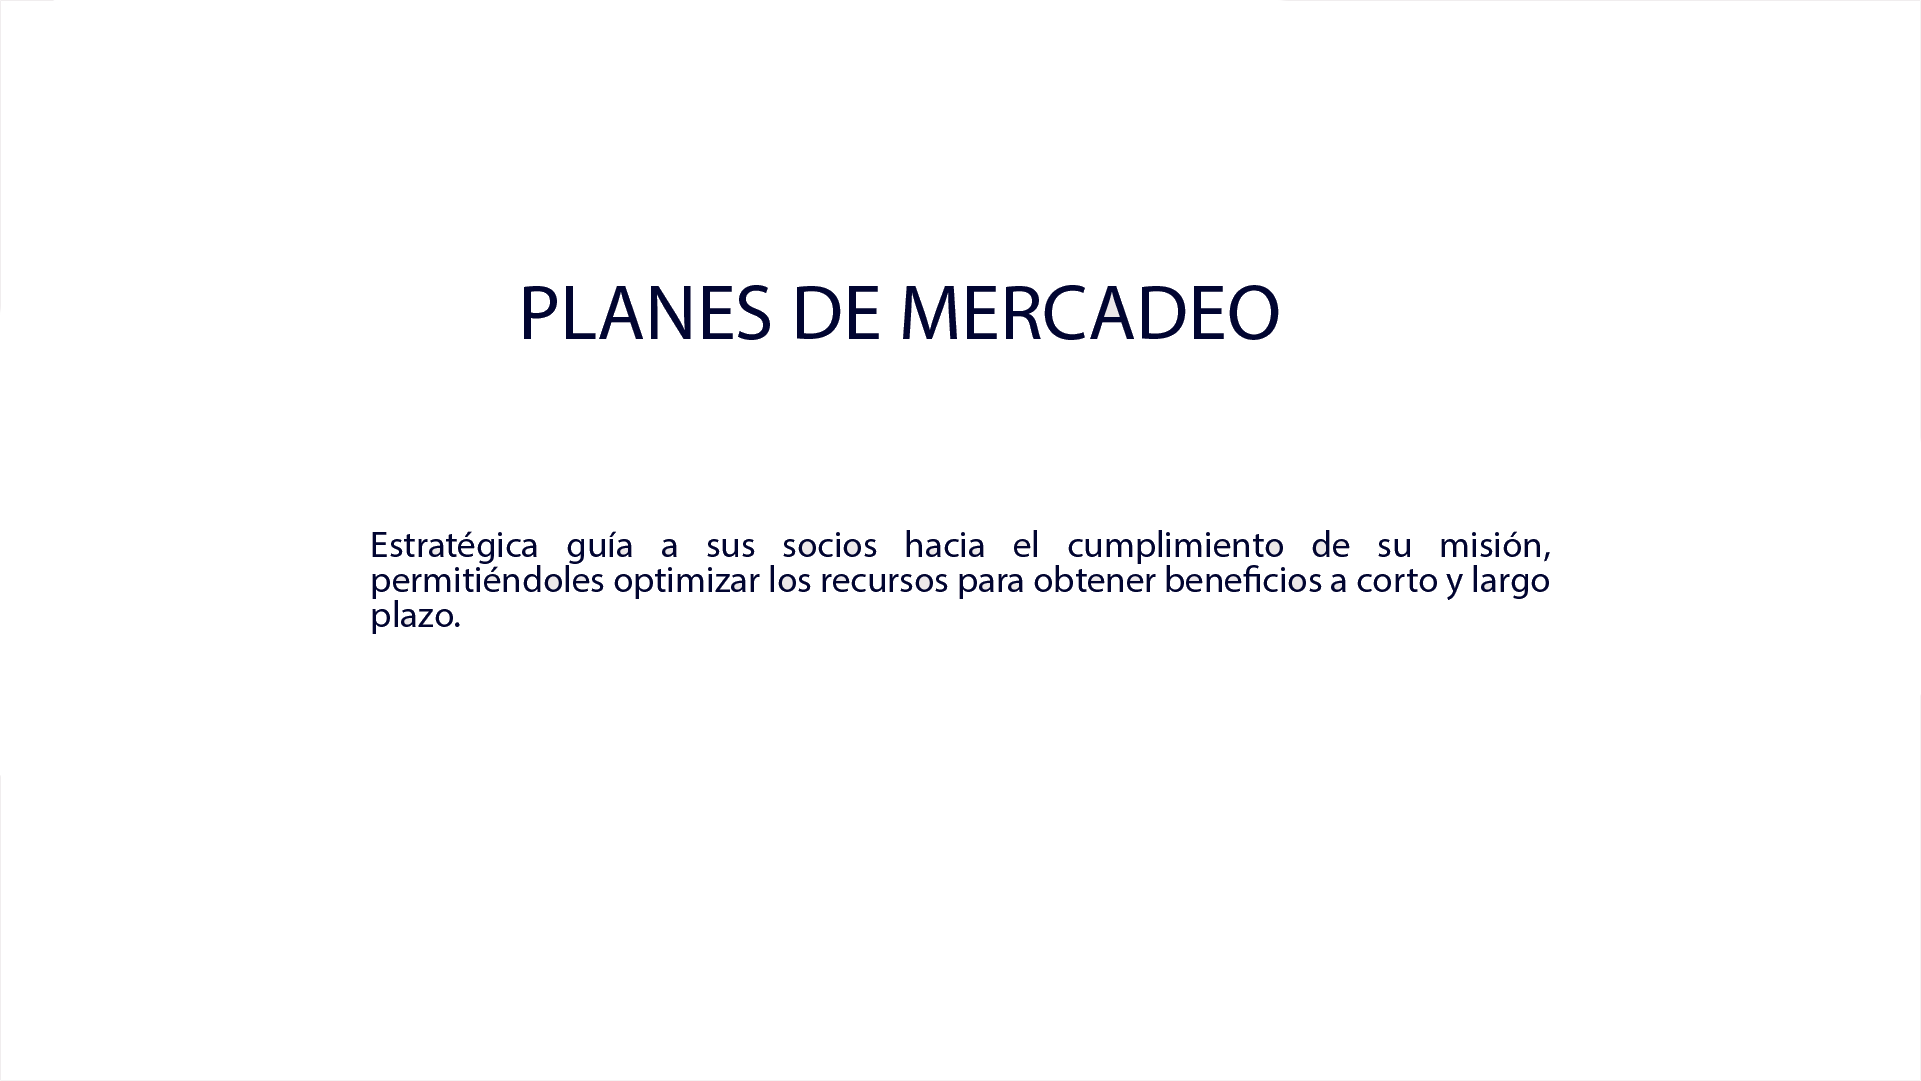 PLANES DE MERCADEO
Estratégica guía a sus socios hacia el cumplimiento de su misión,
permitiéndoles optimizar los recursos para obtener beneficios a corto y largo
plazo.